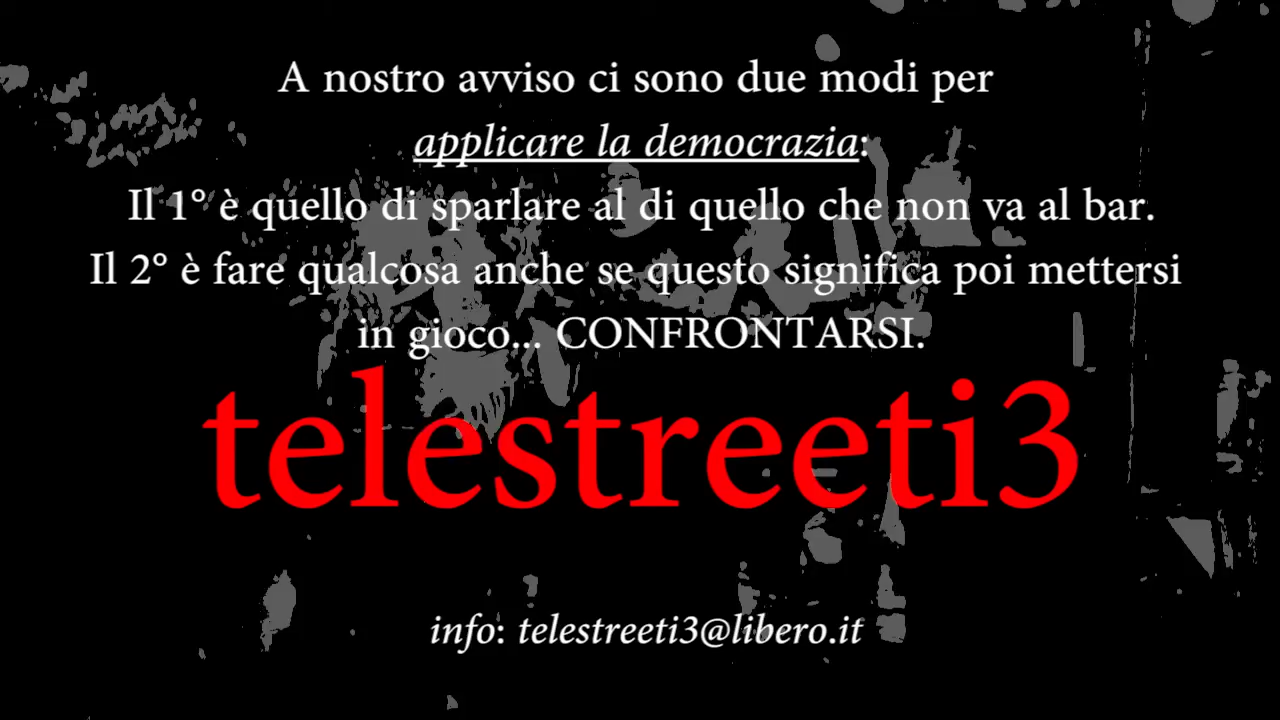 A nostro avviso ci sono due modi per
applicare la democrazia:
Il 1° è quello di sparlare al di quello che non va al bar.
Il 2° è fare qualcosa anche se questo significa poi mettersi
in gioco... CONFRONTARSI.
telestreeti3
info: telestreeti3@libero.it